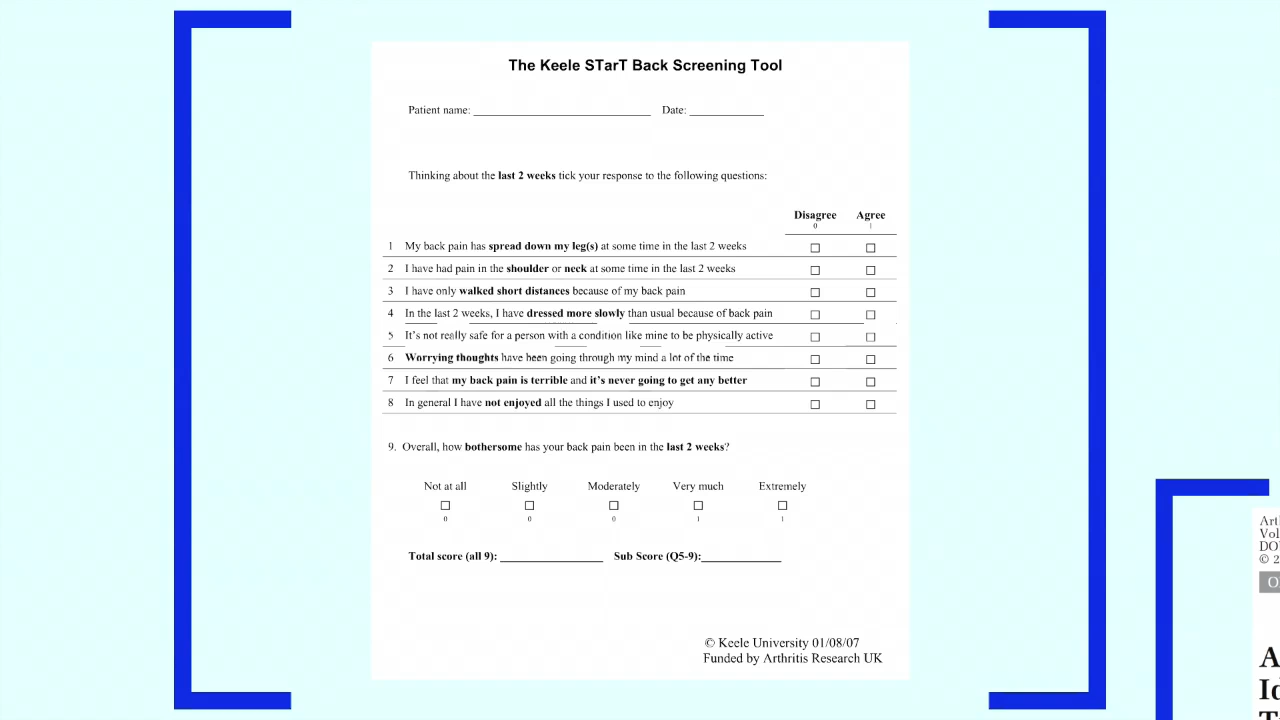 The Keele STarT Back Screening Tool
Patient name: ____________ Date: ____________
Thinking about the last 2 weeks tick your response to the following questions:
Disagree Agree
0 1
1 My back pain has spread down my leg(s) at some time in the last 2 weeks
2 I have had pain in the shoulder or neck at some time in the last 2 weeks
3 I have only walked short distances because of my back pain
4 In the last 2 weeks, I have dressed more slowly than usual because of back pain
5 It's not really safe for a person with a condition like mine to be physically active
6 Worrying thoughts have been going through my mind a lot of the time
7 I feel that my back pain is terrible and it's never going to get any better
8 In general I have not enjoyed all the things I used to enjoy
9. Overall, how bothersome has your back pain been in the last 2 weeks?
Not at all Slightly Moderately Very much Extremely
0 0 0 1 1
Total score (all 9): ____________ Sub Score (Q5-9):____________
© Keele University 01/08/07
Funded by Arthritis Research UK
© 2